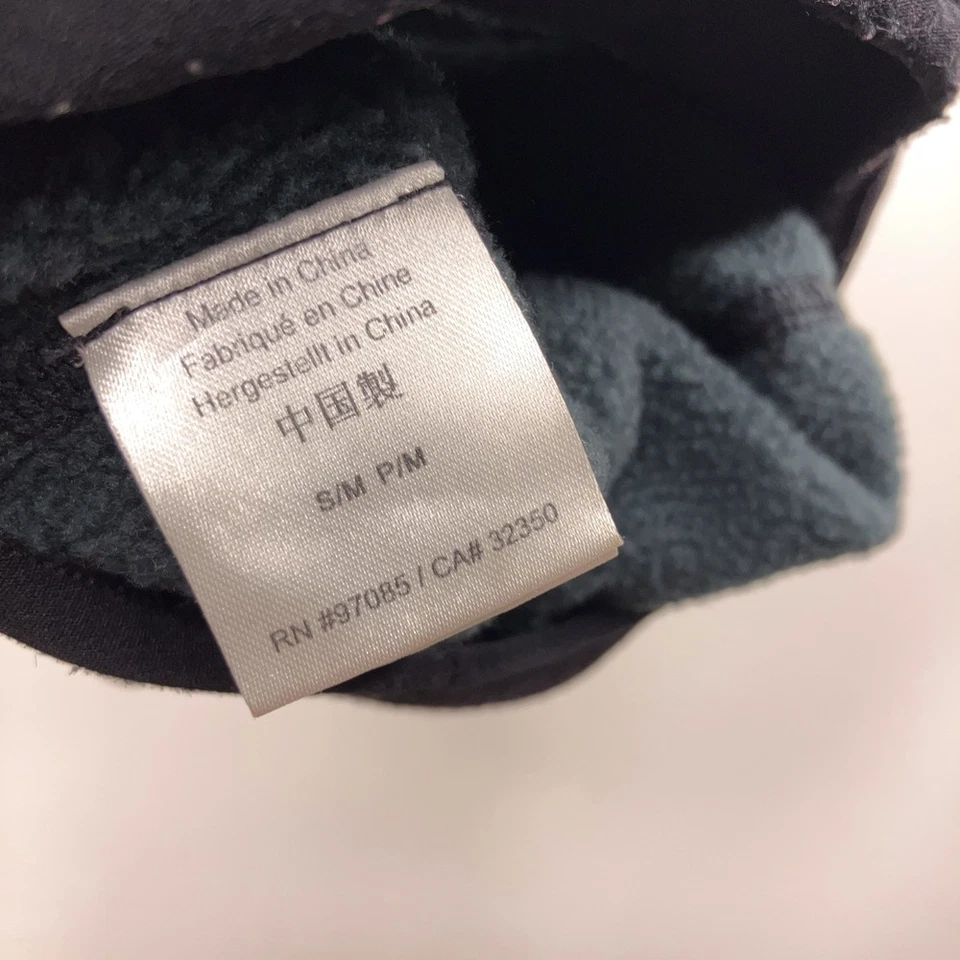 Made in China
Fabriqué en Chine
Hergestellt in China
中国製
S/M P/M
RN #97085 / CA# 32350